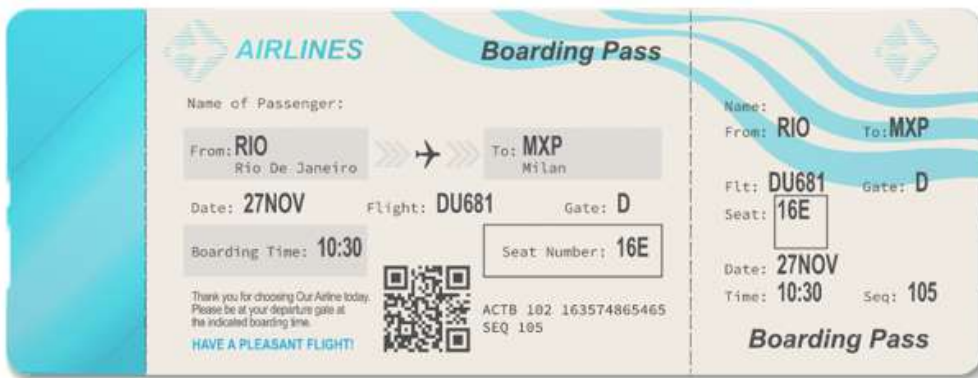 AIRLINES
Boarding Pass
Name of Passenger:
From: RIO
Rio De Janeiro
To: MXP
Milan
Date: 27NOV Flight: DU681 Gate: D
Boarding Time: 10:30
Seat Number: 16E
Thank you for choosing Our Airline today.
Please be at your departure gate at
the indicated boarding time.
HAVE A PLEASANT FLIGHT!
ACTB 102 163574865465
SEQ 105
Name:
From: RIO To: MXP
Flt: DU681 Gate: D
Seat: 16E
Date: 27NOV
Time: 10:30 Seq: 105
Boarding Pass